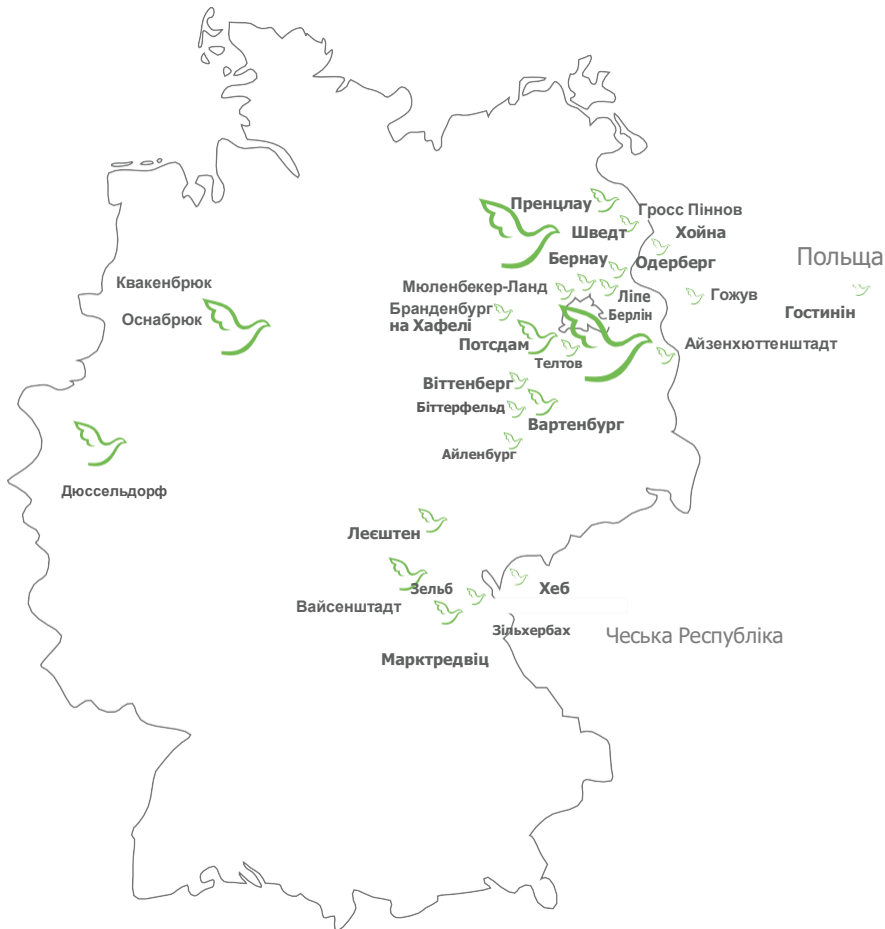 Пренцлау
Гросс Піннов
Шведт
Хойна
Польща
Бернау
Одерберг
Квакенбрюк
Мюленбекер-Ланд
Ліпе
Гожув
Гостинін
Оснабрюк
Бранденбург
на Хафелі
Берлін
Потсдам
Айзенхюттенштадт
Телтов
Віттенберг
Біттерфельд
Вартенбург
Айленбург
Дюссельдорф
Леєштен
Зельб
Хеб
Вайсенштадт
Зільхербах
Чеська Республіка
Марктредвіц